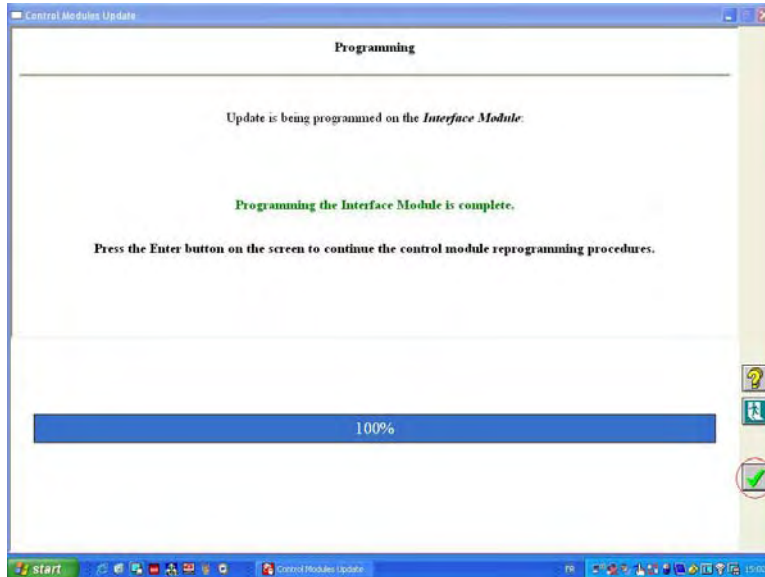 Control Modules Update
Programming
Update is being programmed on the Interface Module:
Programming the Interface Module is complete.
Press the Enter button on the screen to continue the control module reprogramming procedures.
100%
start
Control Modules Update
FR
15:02